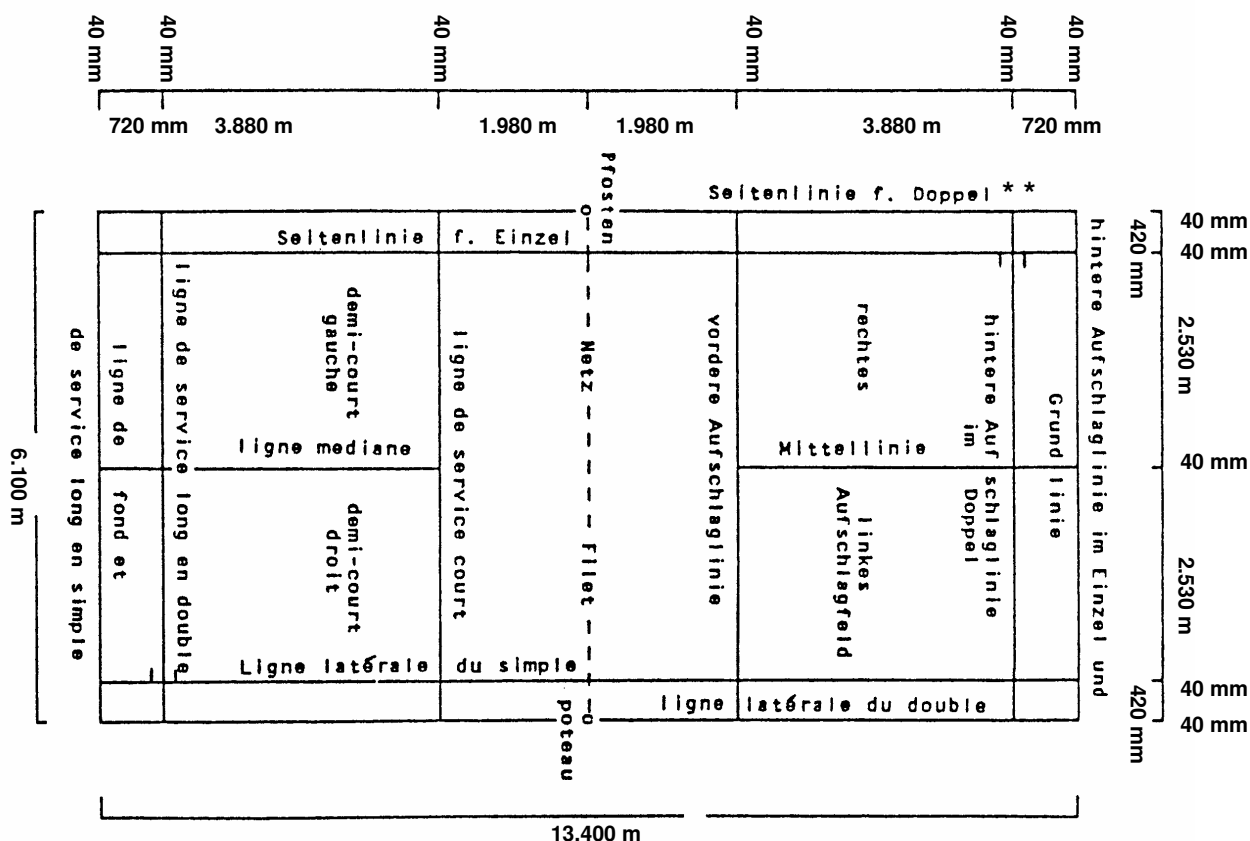 40 mm
40 mm
40 mm
40 mm
40 mm
40 mm
720 mm
3.880 m
1.980 m
1.980 m
3.880 m
720 mm
Pfosten
Seitenlinie f. Doppel **
Seitenlinie f. Einzel
40 mm
420 mm
40 mm
2.530 m
40 mm
2.530 m
40 mm
420 mm
40 mm
6.100 m
de service long en simple
ligne de fond et
ligne de service long en double
demi-court
gauche
ligne mediane
demi-court
droit
ligne de service court
Netz - Filet
vordere Aufschlaglinie
rechtes
Mittellinie
linkes
Aufschlagfeld
hintere Aufschlaglinie
im Doppel
Grundlinie
hintere Aufschlaglinie im Einzel und
Ligne latérale du simple
ligne latérale du double
poteau
13.400 m